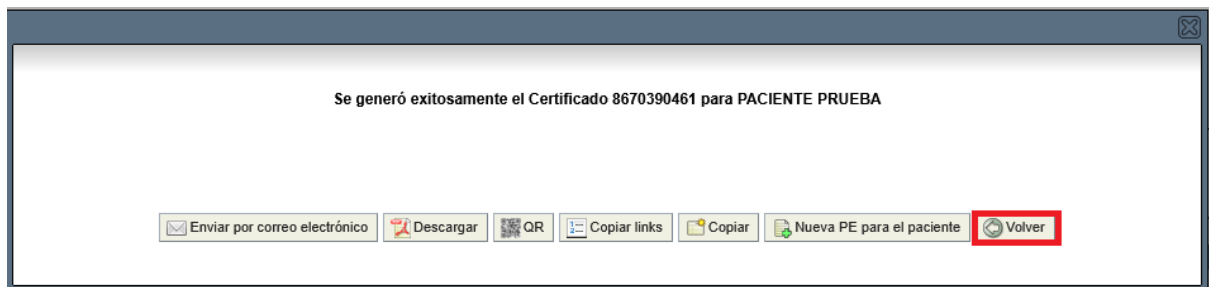 Se generó exitosamente el Certificado 8670390461 para PACIENTE PRUEBA
Enviar por correo electrónico Descargar QR Copiar links Copiar Nueva PE para el paciente Volver